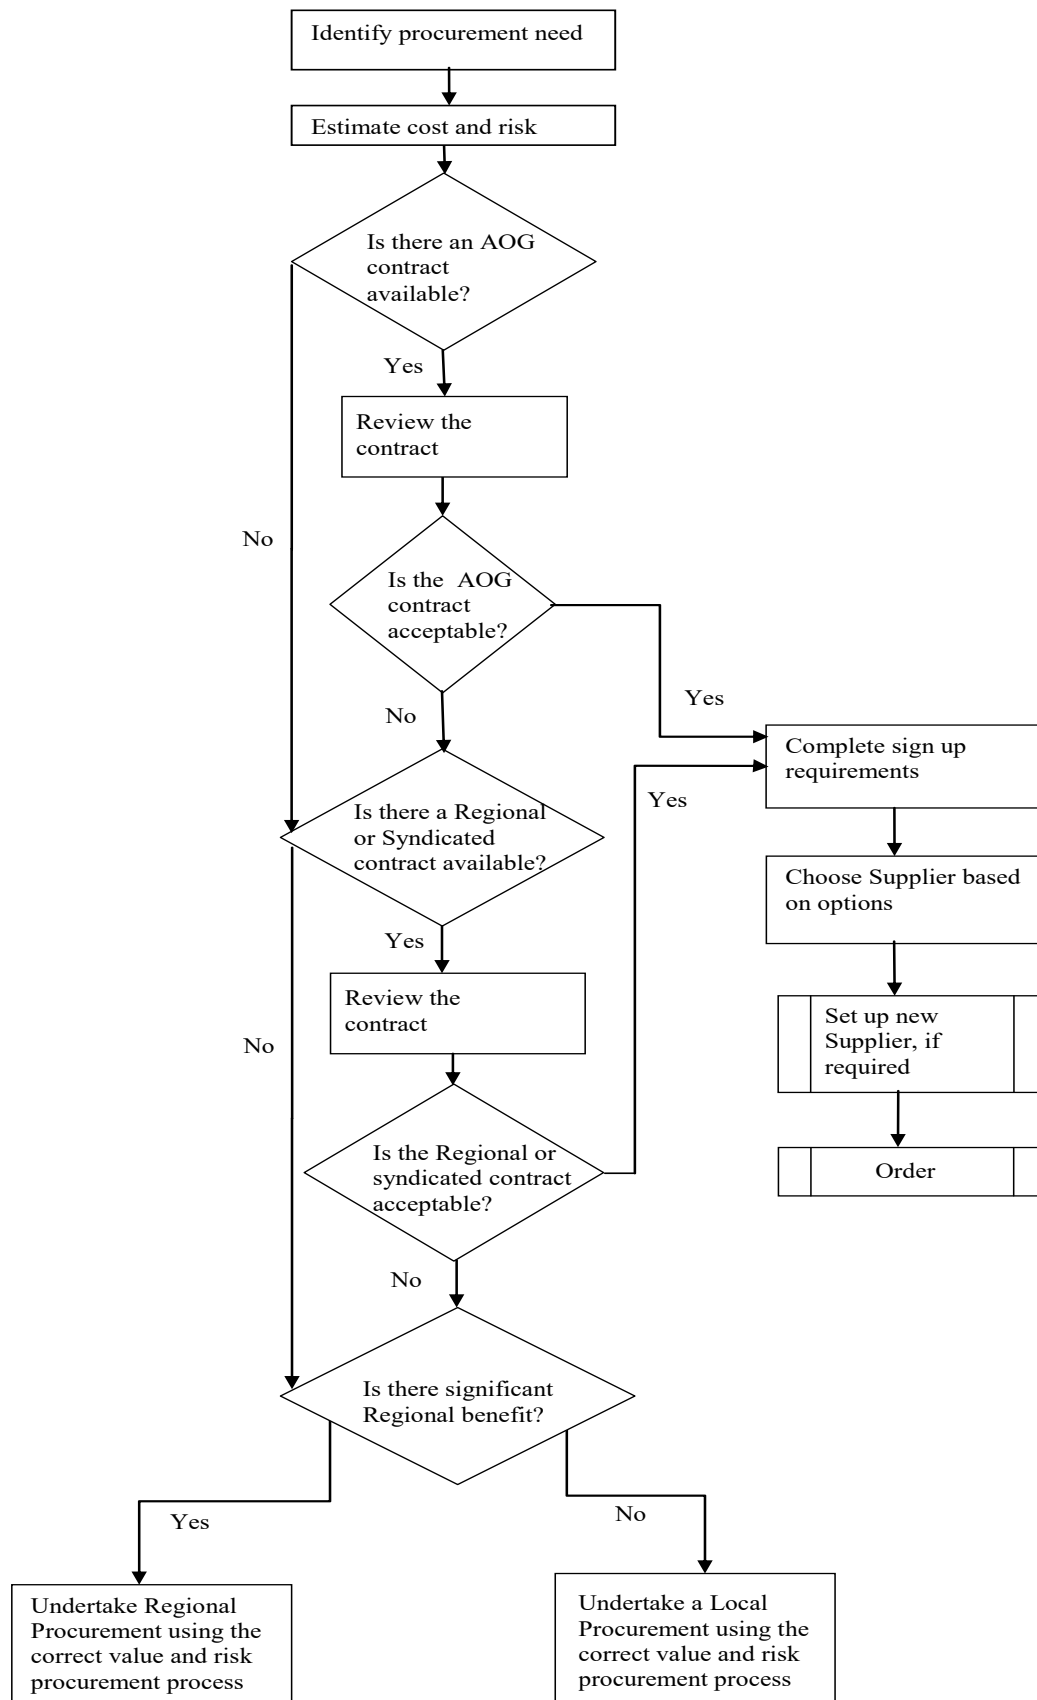 Identify procurement need
Estimate cost and risk
Is there an AOG
contract
available?
Yes
Review the
contract
No
Is the  AOG
contract
acceptable?
Yes
No
Complete sign up
requirements
Is there a Regional
or Syndicated
contract available?
Yes
Choose Supplier based
on options
Yes
Review the
contract
No
Set up new
Supplier, if
required
Is the Regional or
syndicated contract
acceptable?
Order
No
Is there significant
Regional benefit?
Yes
No
Undertake Regional
Procurement using the
correct value and risk
procurement process
Undertake a Local
Procurement using the
correct value and risk
procurement process